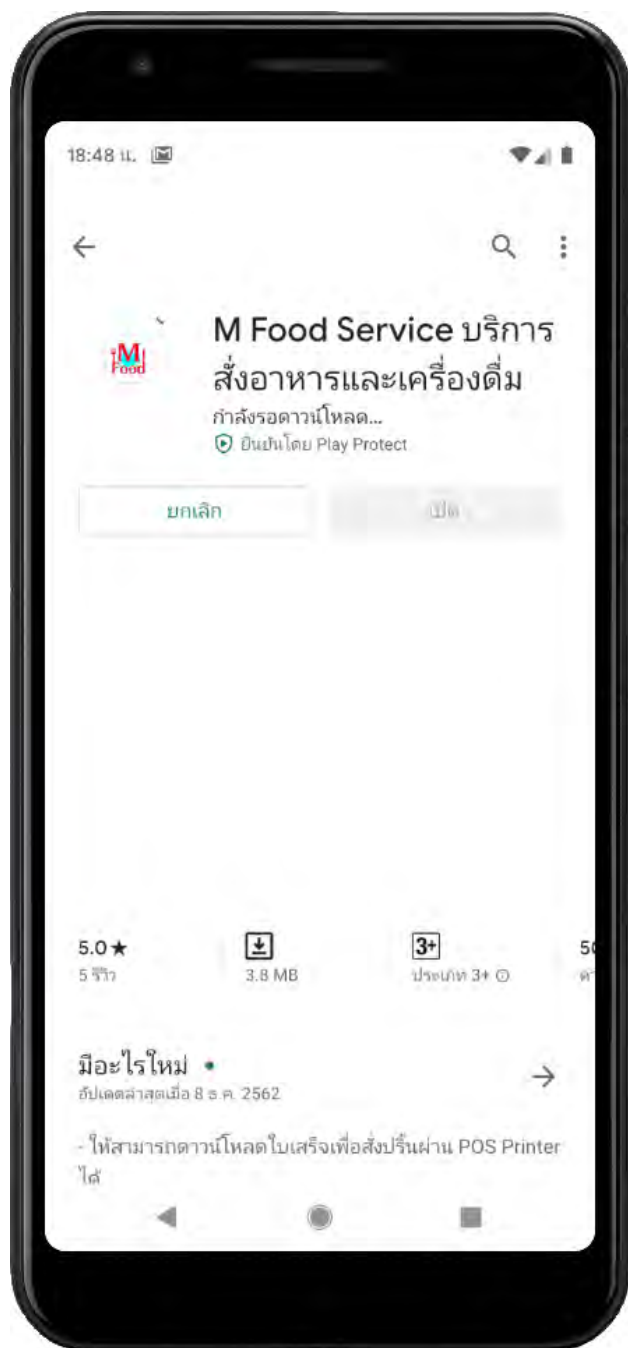 18:48 น.
M Food
M Food Service บริการ
สั่งอาหารและเครื่องดื่ม
กำลังรอดาวน์โหลด...
ยืนยันโดย Play Protect
ยกเลิก
เปิด
5.0★
3.8 MB
3+
5 รีวิว
ประเภท 3+
มีอะไรใหม่
อัปเดตล่าสุดเมื่อ 8 ธ.ค. 2562
- ให้สามารถดาวน์โหลดใบเสร็จเพื่อสั่งปริ้นผ่าน POS Printer
ได้